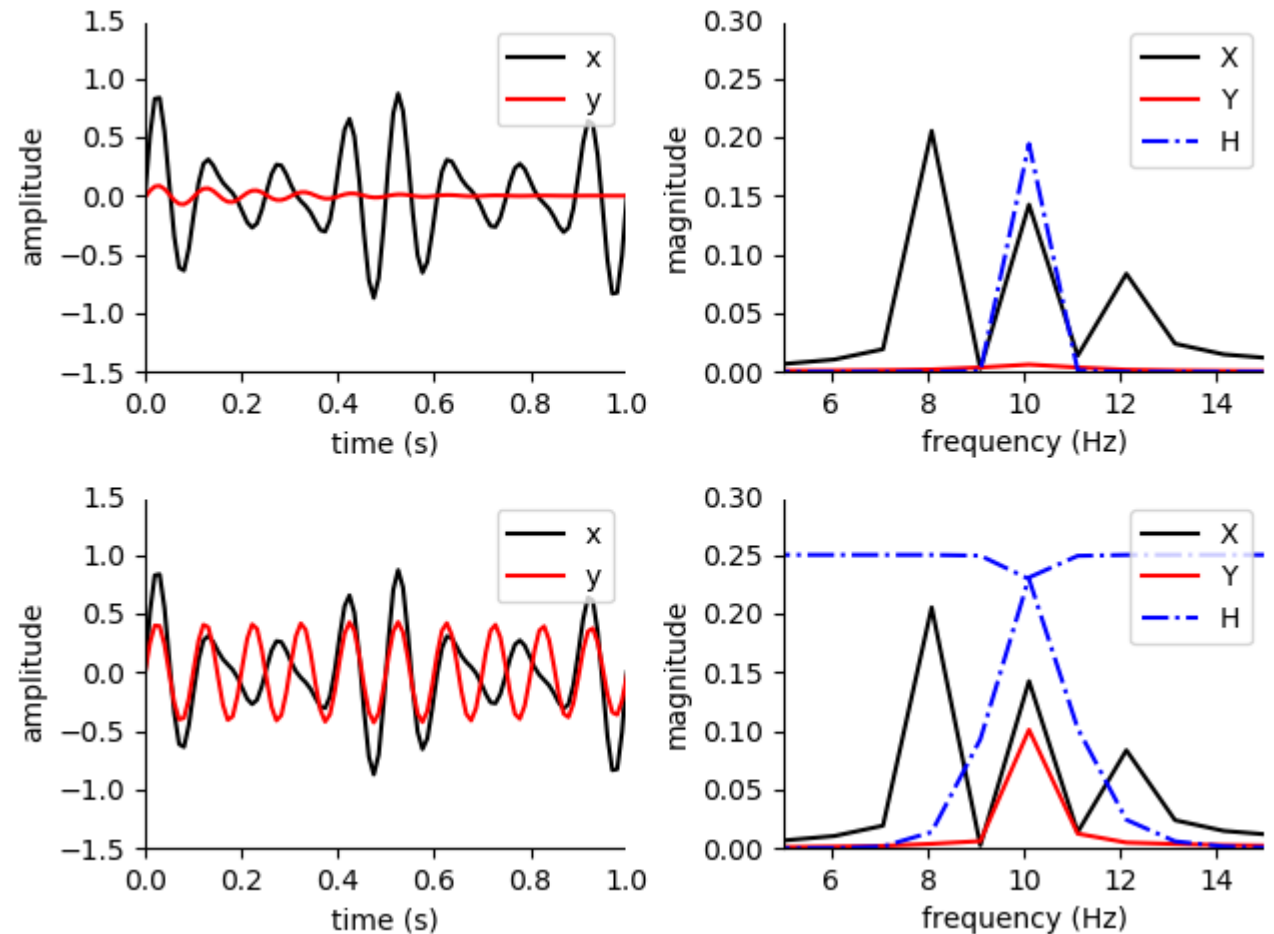 1.5
1.0
0.5
0.0
−0.5
−1.0
−1.5
amplitude
0.0 0.2 0.4 0.6 0.8 1.0
time (s)
x
y
0.30
0.25
0.20
0.15
0.10
0.05
0.00
magnitude
6 8 10 12 14
frequency (Hz)
X
Y
H
1.5
1.0
0.5
0.0
−0.5
−1.0
−1.5
amplitude
0.0 0.2 0.4 0.6 0.8 1.0
time (s)
x
y
0.30
0.25
0.20
0.15
0.10
0.05
0.00
magnitude
6 8 10 12 14
frequency (Hz)
X
Y
H